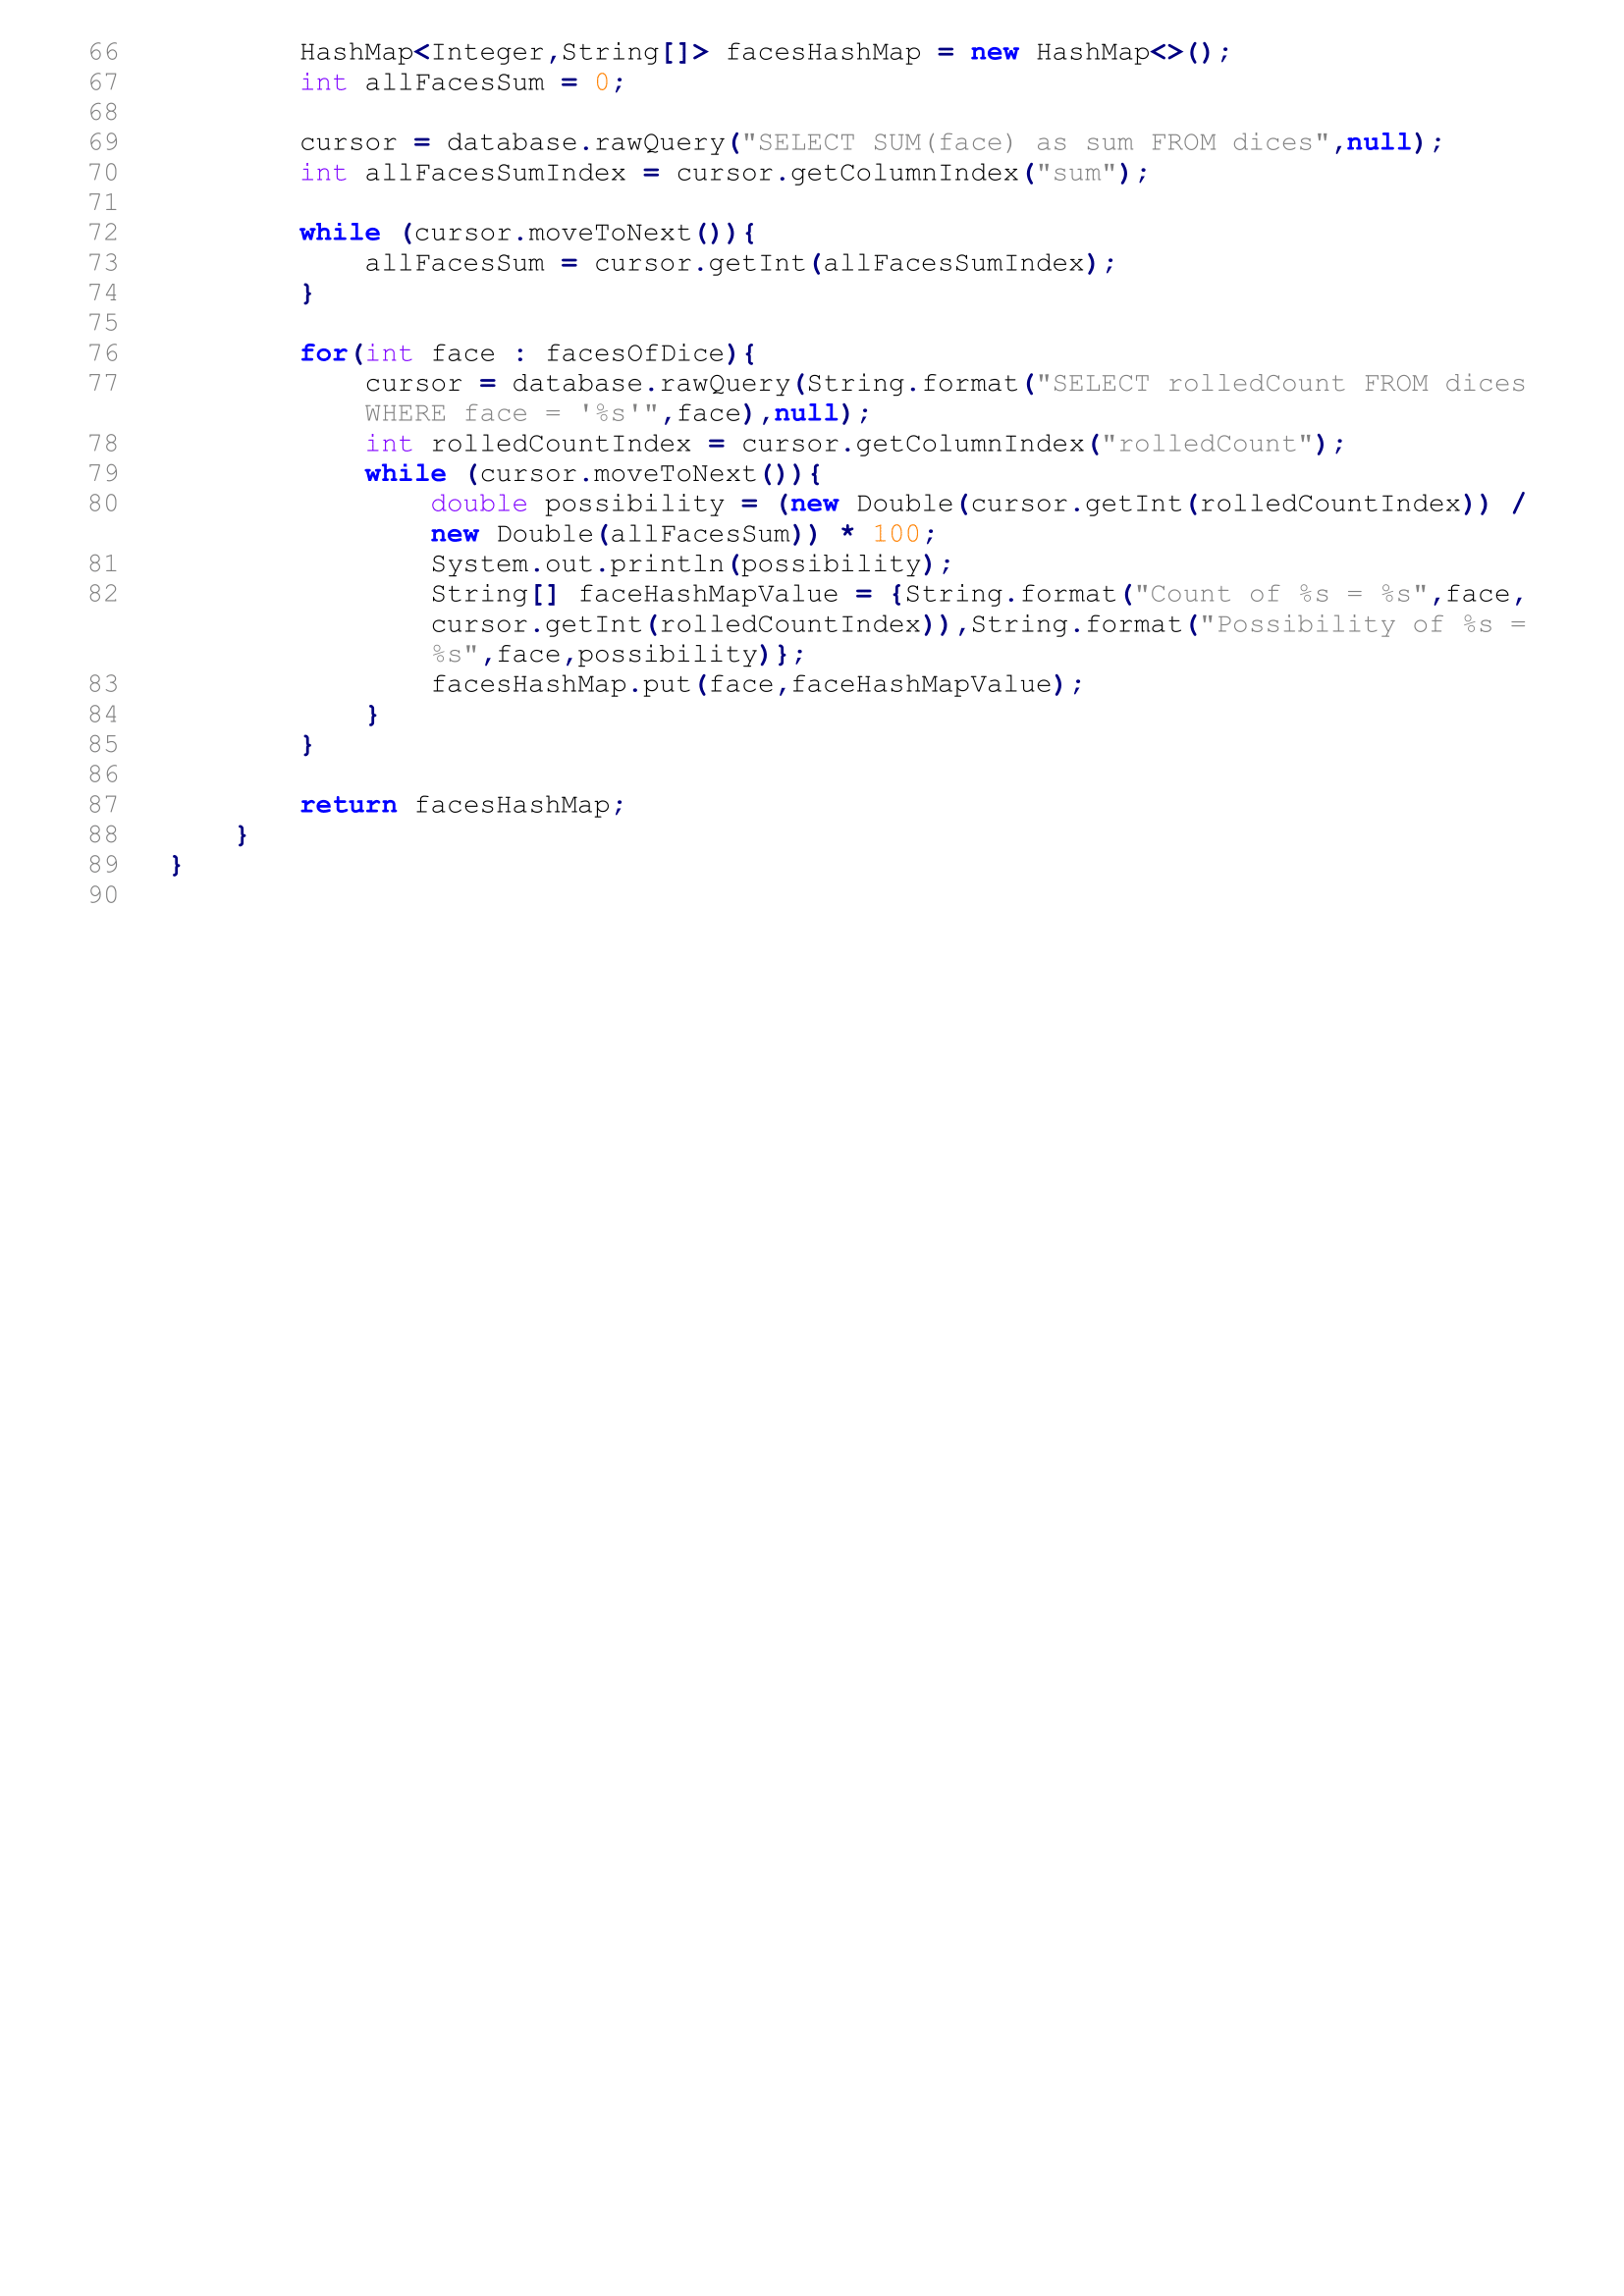 66 HashMap<Integer,String[]> facesHashMap = new HashMap<>();
67 int allFacesSum = 0;
68
69 cursor = database.rawQuery("SELECT SUM(face) as sum FROM dices",null);
70 int allFacesSumIndex = cursor.getColumnIndex("sum");
71
72 while (cursor.moveToNext()){
73 allFacesSum = cursor.getInt(allFacesSumIndex);
74 }
75
76 for(int face : facesOfDice){
77 cursor = database.rawQuery(String.format("SELECT rolledCount FROM dices
WHERE face = '%s'",face),null);
78 int rolledCountIndex = cursor.getColumnIndex("rolledCount");
79 while (cursor.moveToNext()){
80 double possibility = (new Double(cursor.getInt(rolledCountIndex)) /
new Double(allFacesSum)) * 100;
81 System.out.println(possibility);
82 String[] faceHashMapValue = {String.format("Count of %s = %s",face,
cursor.getInt(rolledCountIndex)),String.format("Possibility of %s =
%s",face,possibility)};
83 facesHashMap.put(face,faceHashMapValue);
84 }
85 }
86
87 return facesHashMap;
88 }
89 }
90